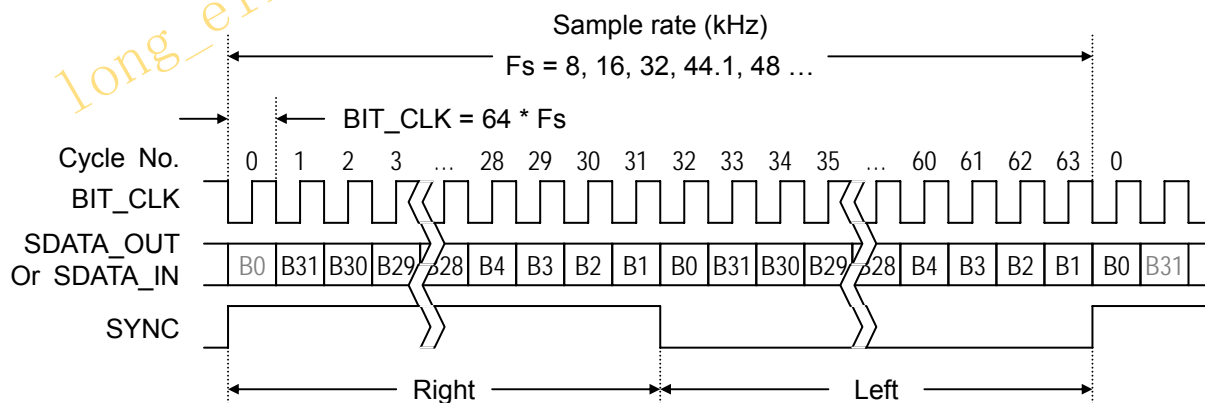 Sample rate (kHz)
Fs = 8, 16, 32, 44.1, 48 …
BIT_CLK = 64 * Fs
Cycle No. 0 1 2 3 ... 28 29 30 31 32 33 34 35 ... 60 61 62 63 0
BIT_CLK
SDATA_OUT
Or SDATA_IN B0 B31 B30 B29 B28 B4 B3 B2 B1 B0 B31 B30 B29 B28 B4 B3 B2 B1 B0 B31
SYNC
Right Left